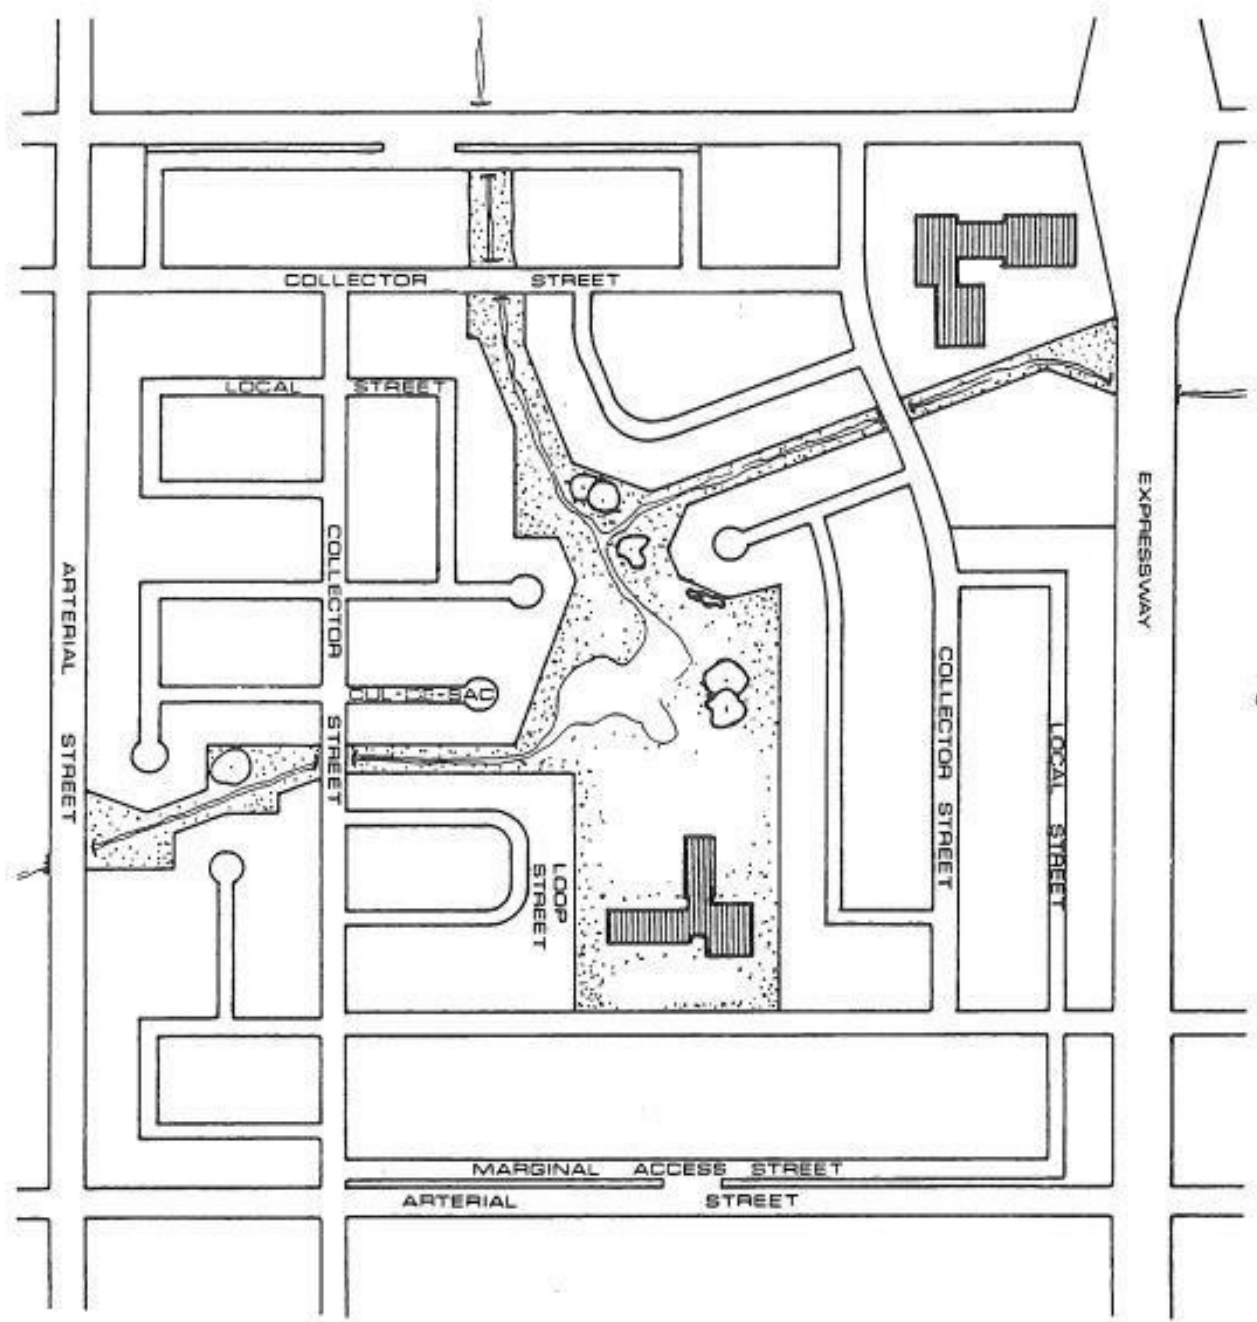 COLLECTOR STREET
LOCAL STREET
COLLECTOR STREET
ARTERIAL STREET
EXPRESSWAY
CUL-DE-SAC
COLLECTOR STREET
LOCAL STREET
LOOP STREET
MARGINAL ACCESS STREET
ARTERIAL STREET